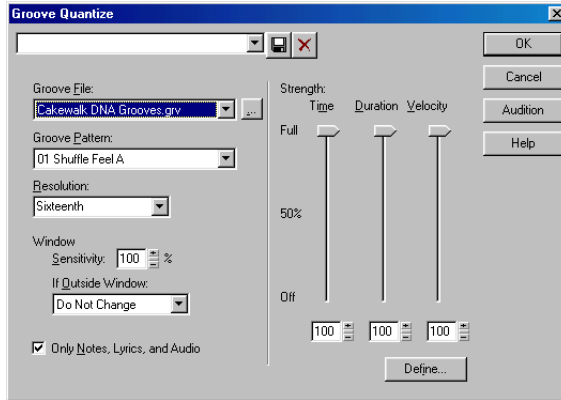 Groove Quantize
OK
Groove File:
Strength:
Cancel
Cakewalk DNA Grooves.grv
...
Time Duration Velocity
Audition
Groove Pattern:
Full
01 Shuffle Feel A
Help
Resolution:
Sixteenth
50%
Window
Sensitivity: 100 %
If Outside Window:
Do Not Change
Off
100 100 100
Only Notes, Lyrics, and Audio
Define...